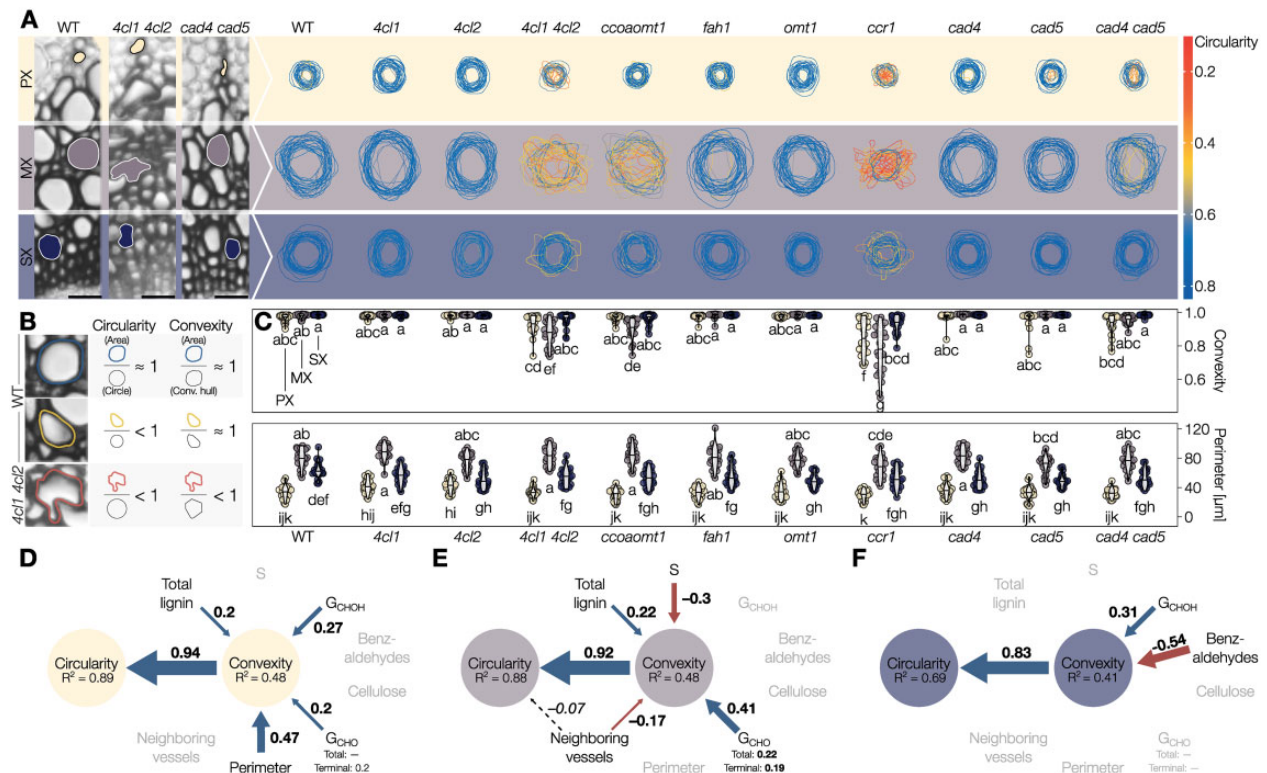 A
WT 4cl1 4cl2 cad4 cad5 WT 4cl1 4cl2 4cl1 4cl2 ccoaomt1 fah1 omt1 ccr1 cad4 cad5 cad4 cad5 Circularity
PX
MX
SX
0.2
0.4
0.6
0.8
B
Circularity Convexity
(Area) (Area)
≈ 1 ≈ 1
(Circle) (Conv. hull)
< 1 ≈ 1
< 1 < 1
WT
4cl1 4cl2
C
1.0
0.8
0.6
Convexity
abc ab a abc a a ab a a cd ef abc abc de abc abc a a abc a a f g bcd abc a a abc a a bcd abc a
SX
MX
PX
120
80
40
0
Perimeter [µm]
ab abc abc cde bcd abc
def a efg gh a fg a fgh ab gh gh fgh a gh gh gh
ijk hij hi ijk jk ijk ijk k ijk ijk ijk
WT 4cl1 4cl2 4cl1 4cl2 ccoaomt1 fah1 omt1 ccr1 cad4 cad5 cad4 cad5
D
S
Total
lignin
0.2
G_CHOH
0.27
Benz-
aldehydes
Circularity
R² = 0.89
0.94
Convexity
R² = 0.48
Cellulose
0.2
G_CHO
Total: —
Terminal: 0.2
0.47
Perimeter
Neighboring
vessels
E
S
−0.3
Total
lignin
0.22
G_CHOH
Benz-
aldehydes
Circularity
R² = 0.88
0.92
Convexity
R² = 0.48
Cellulose
−0.07
−0.17
0.41
G_CHO
Total: 0.22
Terminal: 0.19
Neighboring
vessels
Perimeter
F
S
Total
lignin
G_CHOH
0.31
−0.54
Benz-
aldehydes
Circularity
R² = 0.69
0.83
Convexity
R² = 0.41
Cellulose
G_CHO
Total: —
Terminal: —
Neighboring
vessels
Perimeter